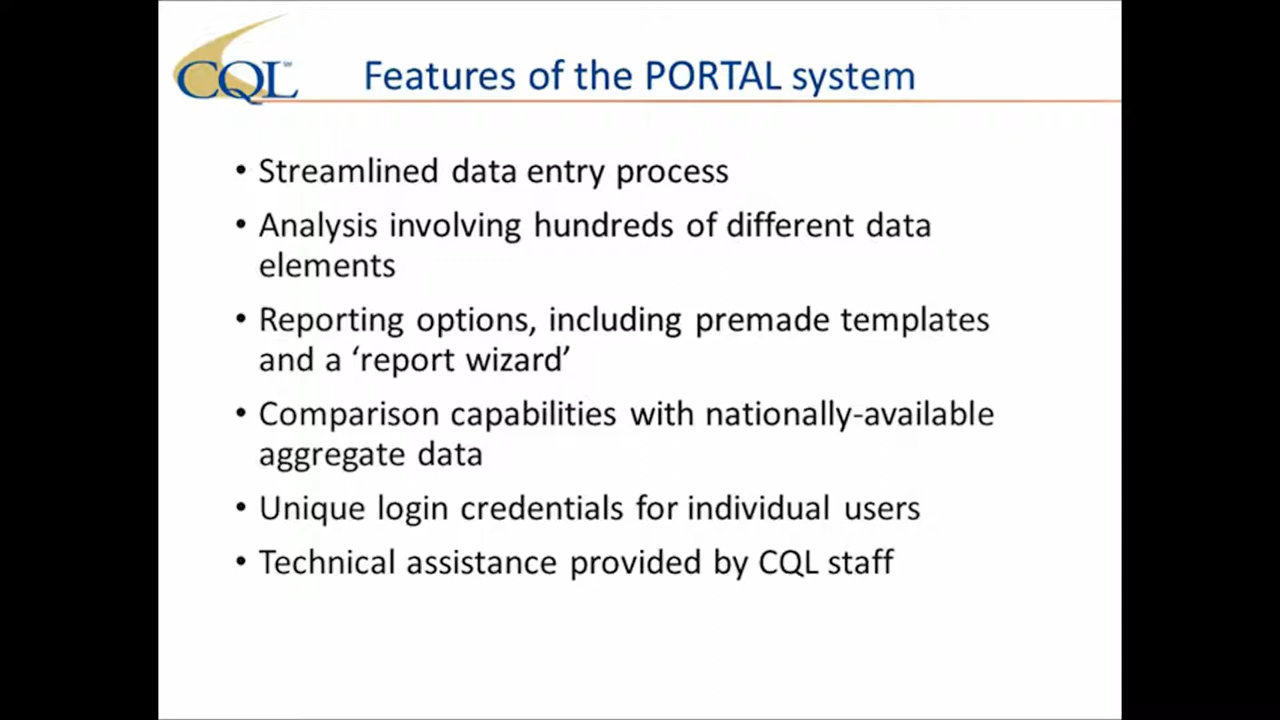 CQL℠
Features of the PORTAL system
• Streamlined data entry process
• Analysis involving hundreds of different data
elements
• Reporting options, including premade templates
and a ‘report wizard’
• Comparison capabilities with nationally-available
aggregate data
• Unique login credentials for individual users
• Technical assistance provided by CQL staff